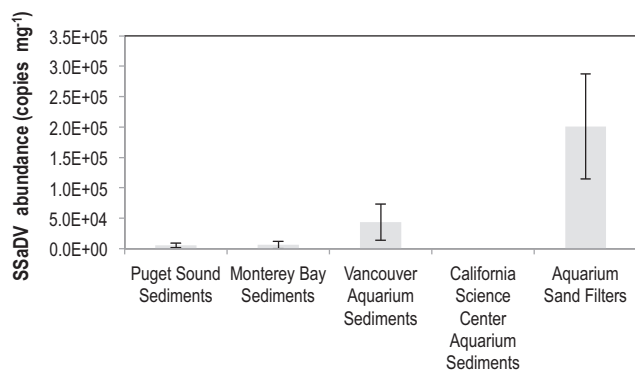 SSaDV abundance (copies mg-1)
3.5E+05
3.0E+05
2.5E+05
2.0E+05
1.5E+05
1.0E+05
5.0E+04
0.0E+00
Puget Sound
Sediments
Monterey Bay
Sediments
Vancouver
Aquarium
Sediments
California
Science
Center
Aquarium
Sediments
Aquarium
Sand Filters